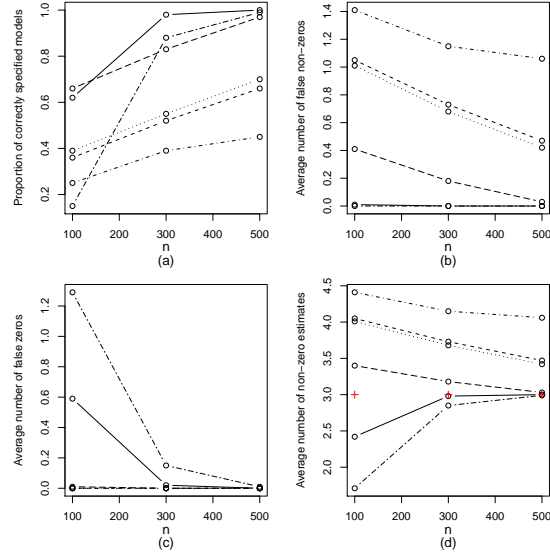 Proportion of correctly specified models
0.2 0.4 0.6 0.8 1.0
100 200 300 400 500
n
(a)
Average number of false non−zeros
0.0 0.2 0.4 0.6 0.8 1.0 1.2 1.4
100 200 300 400 500
n
(b)
Average number of false zeros
0.0 0.2 0.4 0.6 0.8 1.0 1.2
100 200 300 400 500
n
(c)
Average number of non−zero estimates
2.0 2.5 3.0 3.5 4.0 4.5
100 200 300 400 500
n
(d)